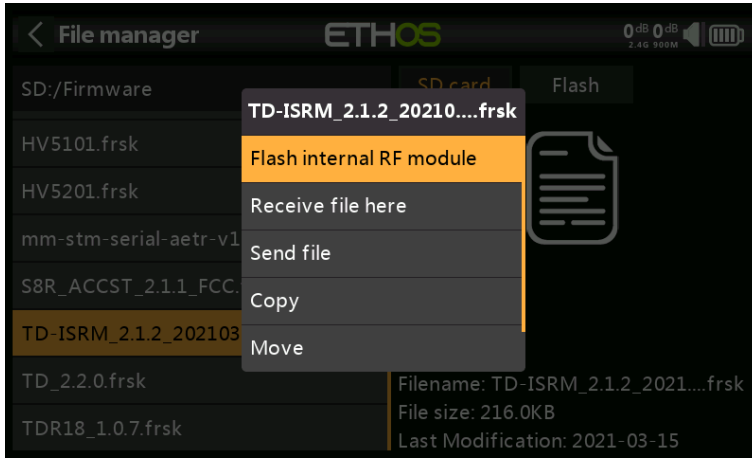 File manager
ETHOS
0dB 0dB
2.4G 900M
SD:/Firmware
SD card
Flash
HV5101.frsk
HV5201.frsk
mm-stm-serial-aetr-v1
S8R_ACCST_2.1.1_FCC.
TD-ISRM_2.1.2_202103
TD_2.2.0.frsk
TDR18_1.0.7.frsk
TD-ISRM_2.1.2_20210....frsk
Flash internal RF module
Receive file here
Send file
Copy
Move
Filename: TD-ISRM_2.1.2_2021....frsk
File size: 216.0KB
Last Modification: 2021-03-15